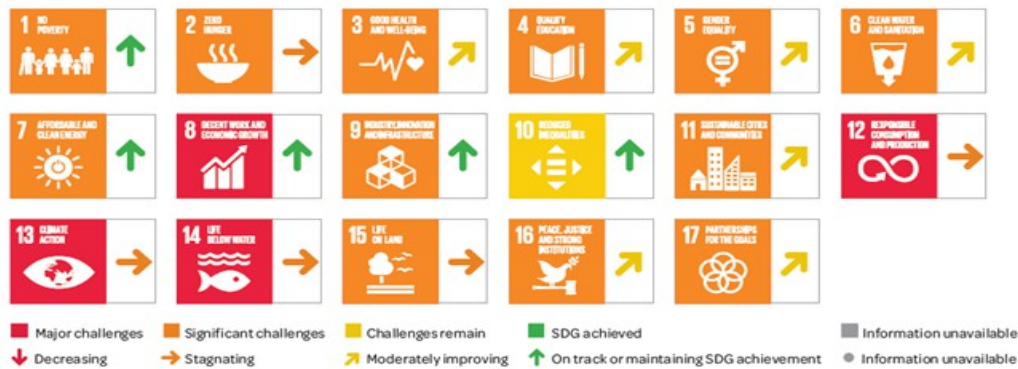 1 NO
POVERTY
2 ZERO
HUNGER
3 GOOD HEALTH
AND WELL-BEING
4 QUALITY
EDUCATION
5 GENDER
EQUALITY
6 CLEAN WATER
AND SANITATION
7 AFFORDABLE AND
CLEAN ENERGY
8 DECENT WORK AND
ECONOMIC GROWTH
9 INDUSTRY, INNOVATION
AND INFRASTRUCTURE
10 REDUCED
INEQUALITIES
11 SUSTAINABLE CITIES
AND COMMUNITIES
12 RESPONSIBLE
CONSUMPTION
AND PRODUCTION
13 CLIMATE
ACTION
14 LIFE
BELOW WATER
15 LIFE
ON LAND
16 PEACE, JUSTICE
AND STRONG
INSTITUTIONS
17 PARTNERSHIPS
FOR THE GOALS
Major challenges
Significant challenges
Challenges remain
SDG achieved
Information unavailable
Decreasing
Stagnating
Moderately improving
On track or maintaining SDG achievement
Information unavailable